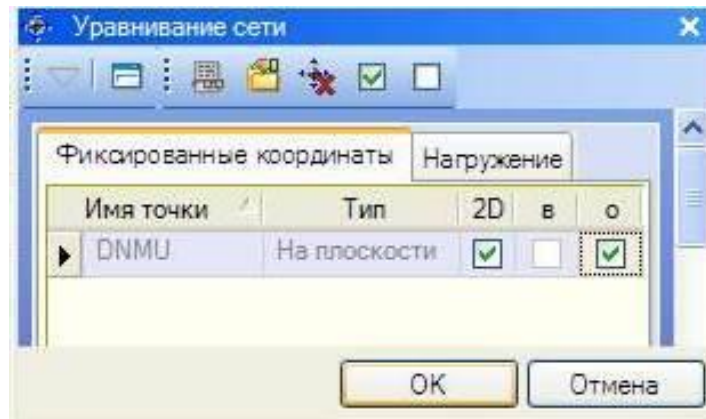 Уравнивание сети
Фиксированные координаты Нагружение
Имя точки Тип 2D в о
DNMU На плоскости
OK Отмена